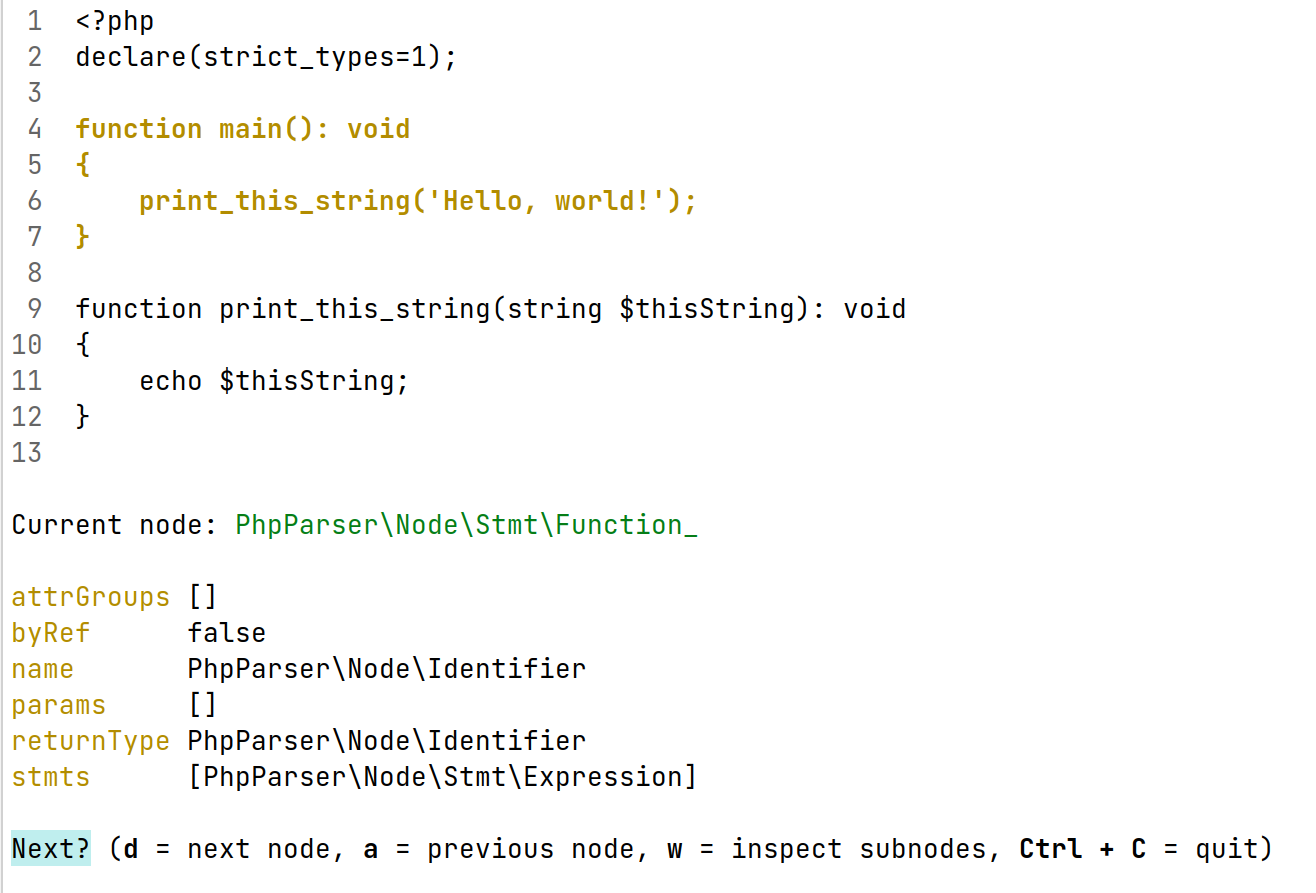 1 <?php
2 declare(strict_types=1);
3
4 function main(): void
5 {
6     print_this_string('Hello, world!');
7 }
8
9 function print_this_string(string $thisString): void
10 {
11     echo $thisString;
12 }
13
Current node: PhpParser\Node\Stmt\Function_
attrGroups []
byRef      false
name       PhpParser\Node\Identifier
params     []
returnType PhpParser\Node\Identifier
stmts      [PhpParser\Node\Stmt\Expression]
Next? (d = next node, a = previous node, w = inspect subnodes, Ctrl + C = quit)